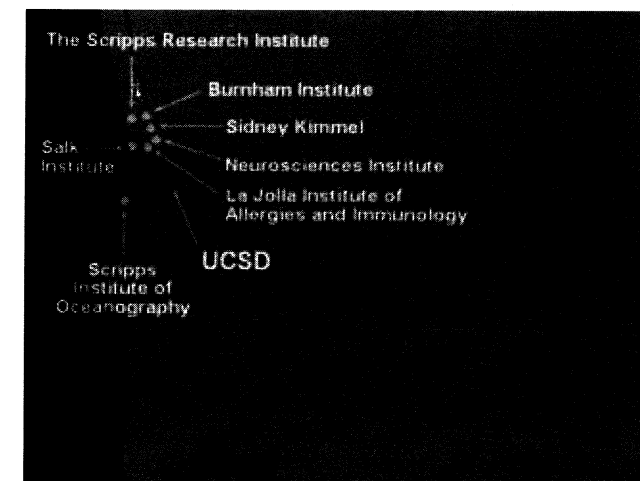 The Scripps Research Institute
Burnham Institute
Sidney Kimmel
Salk
Institute
Neurosciences Institute
La Jolla Institute of
Allergies and Immunology
UCSD
Scripps
Institute of
Oceanography